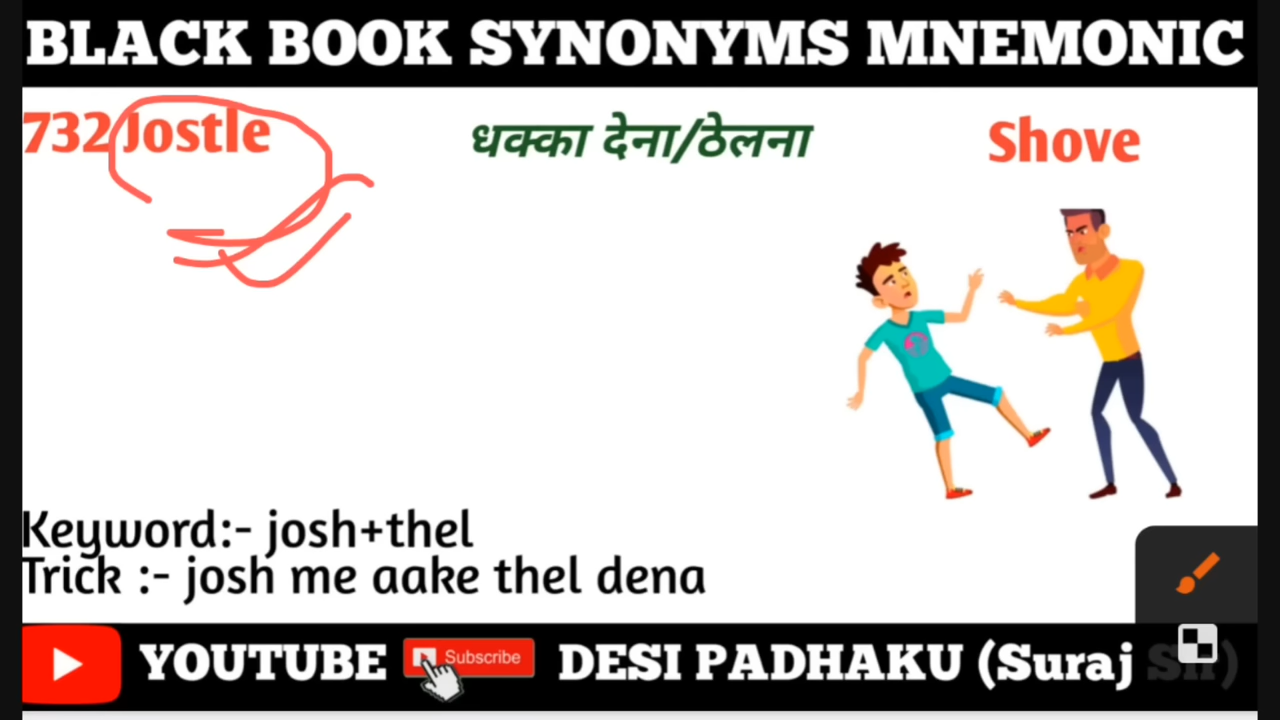 BLACK BOOK SYNONYMS MNEMONIC
732 Jostle धक्का देना/ठेलना Shove
Keyword:- josh+thel
Trick :- josh me aake thel dena
YOUTUBE Subscribe DESI PADHAKU (Suraj